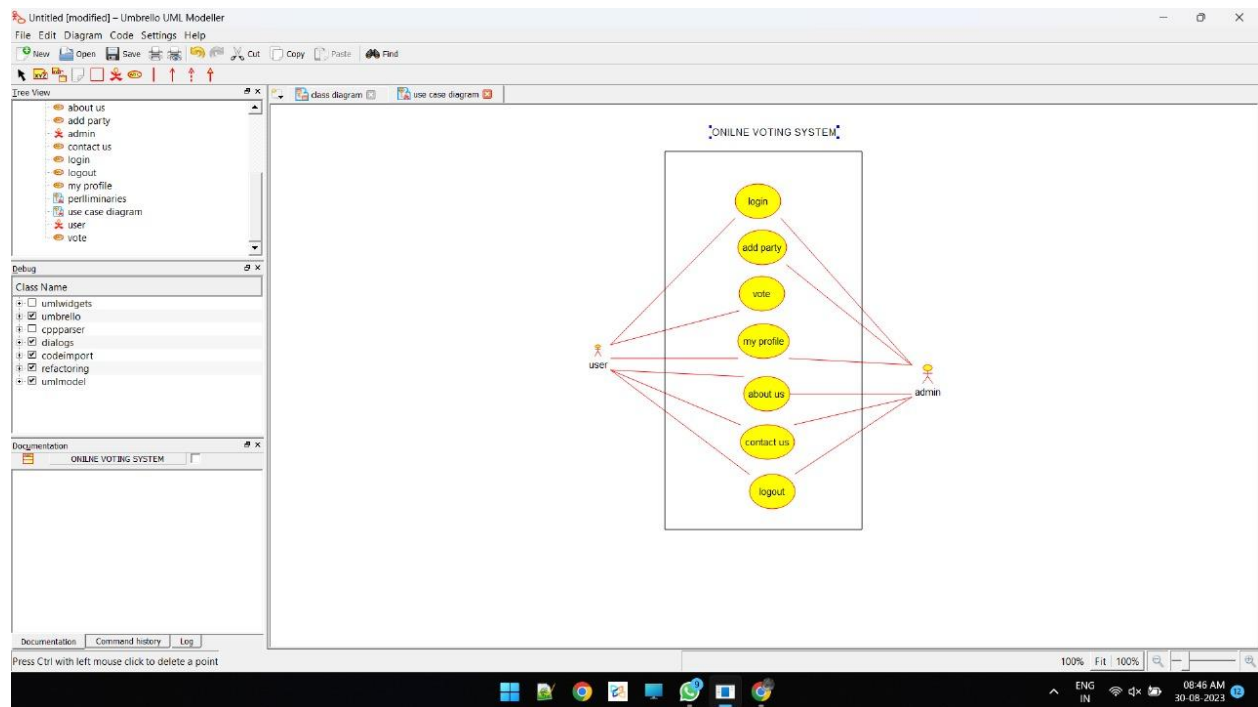 Untitled [modified] – Umbrello UML Modeller
File Edit Diagram Code Settings Help
New Open Save Cut Copy Paste Find
Tree View
class diagram
use case diagram
about us
add party
admin
contact us
login
logout
my profile
perlliminaries
use case diagram
user
vote
Debug
Class Name
umlwidgets
umbrello
cppparser
dialogs
codeimport
refactoring
umlmodel
Documentation
ONILNE VOTING SYSTEM
Documentation Command history Log
ONILNE VOTING SYSTEM
login
add party
vote
my profile
user
about us
admin
contact us
logout
Press Ctrl with left mouse click to delete a point
100% Fit 100%
9
ENG
IN
08:46 AM
30-08-2023
12